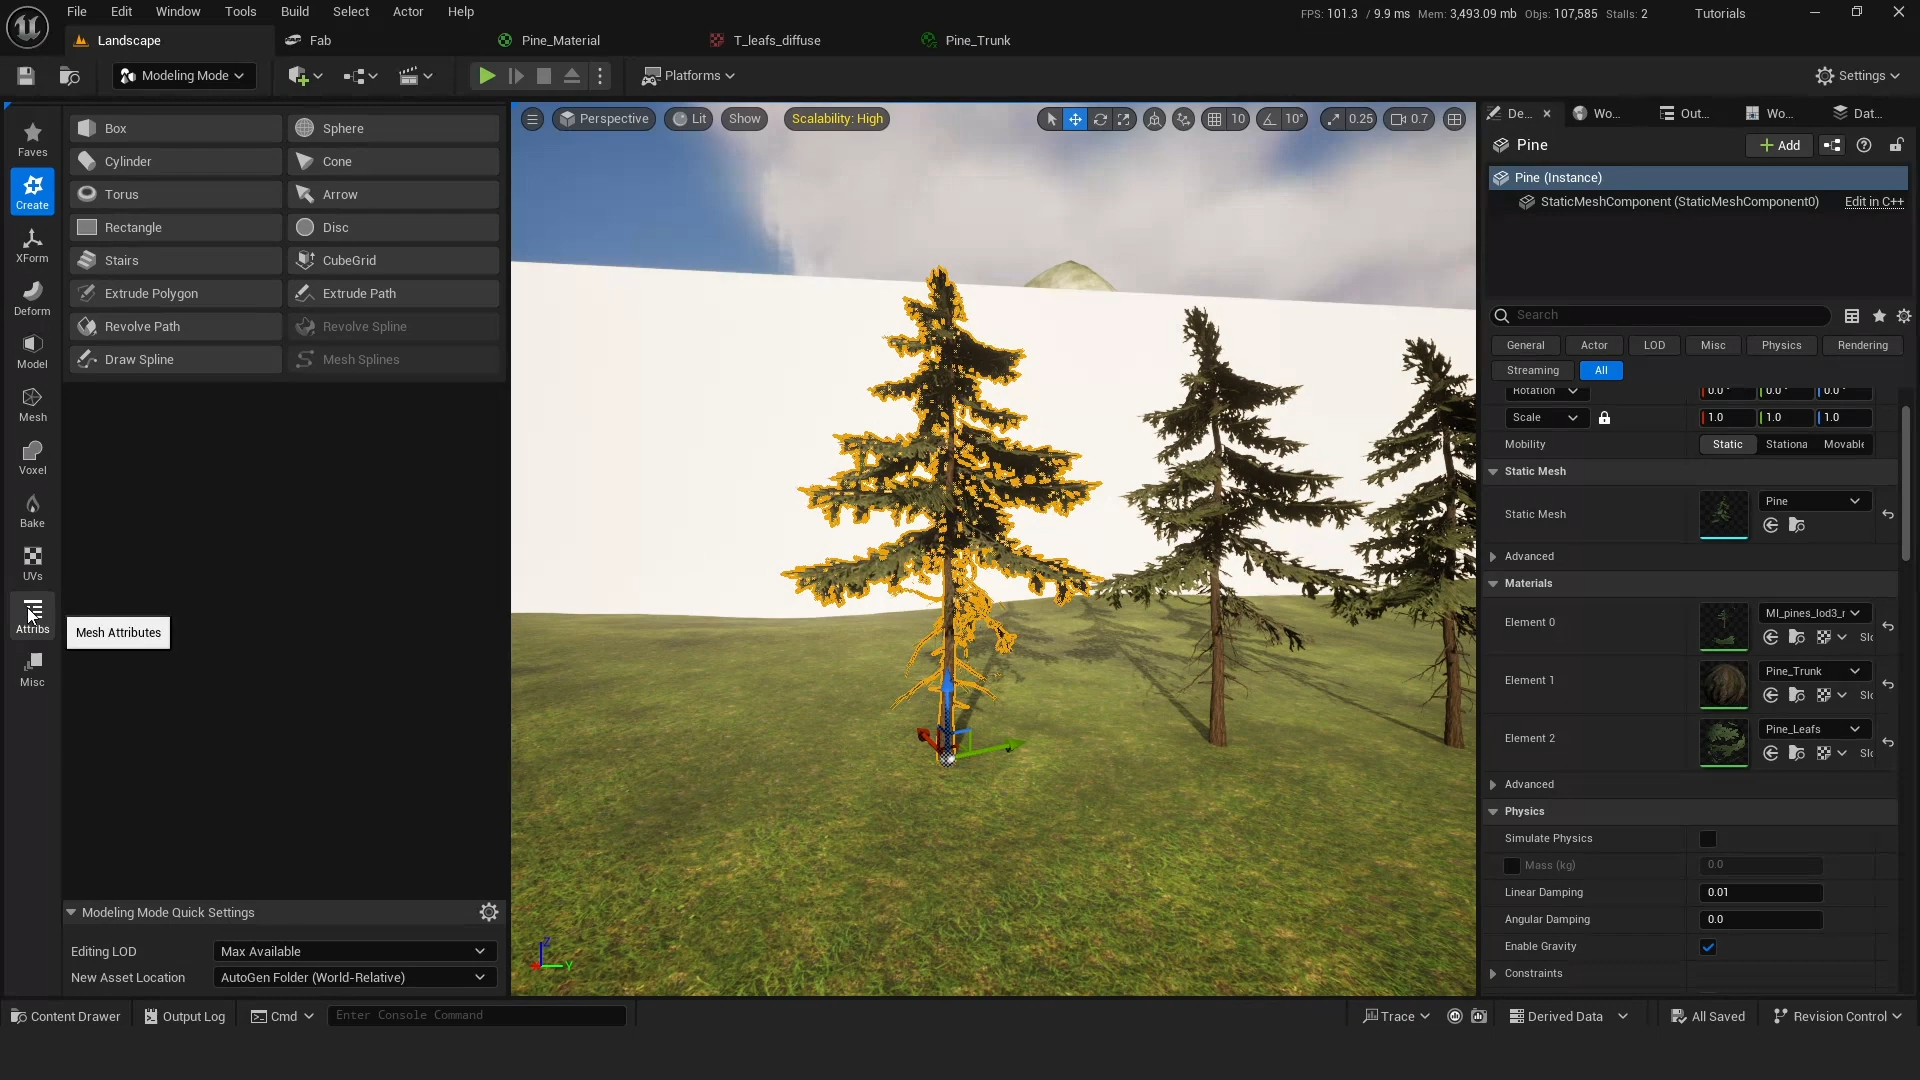 File Edit Window Tools Build Select Actor Help
FPS: 101.3 / 9.9 ms Mem: 3,493.09 mb Objs: 107,585 Stalls: 2
Tutorials
Landscape
Fab
Pine_Material
T_leafs_diffuse
Pine_Trunk
Modeling Mode
Platforms
Settings
Faves
Create
XForm
Deform
Model
Mesh
Voxel
Bake
UVs
Attribs
Misc
Box
Sphere
Cylinder
Cone
Torus
Arrow
Rectangle
Disc
Stairs
CubeGrid
Extrude Polygon
Extrude Path
Revolve Path
Revolve Spline
Draw Spline
Mesh Splines
Mesh Attributes
Modeling Mode Quick Settings
Editing LOD
Max Available
New Asset Location
AutoGen Folder (World-Relative)
Perspective
Lit
Show
Scalability: High
10
10°
0.25
0.7
Z
Y
De...
Wo...
Out...
Wo...
Dat...
Pine
Add
Pine (Instance)
StaticMeshComponent (StaticMeshComponent0)
Edit in C++
Search
General
Actor
LOD
Misc
Physics
Rendering
Streaming
All
Rotation
0.0°
0.0°
0.0°
Scale
1.0
1.0
1.0
Mobility
Static
Stationa
Movable
Static Mesh
Static Mesh
Pine
Advanced
Materials
Element 0
MI_pines_lod3_r
Element 1
Pine_Trunk
Element 2
Pine_Leafs
Advanced
Physics
Simulate Physics
Mass (kg)
0.0
Linear Damping
0.01
Angular Damping
0.0
Enable Gravity
Constraints
Content Drawer
Output Log
Cmd
Enter Console Command
Trace
Derived Data
All Saved
Revision Control